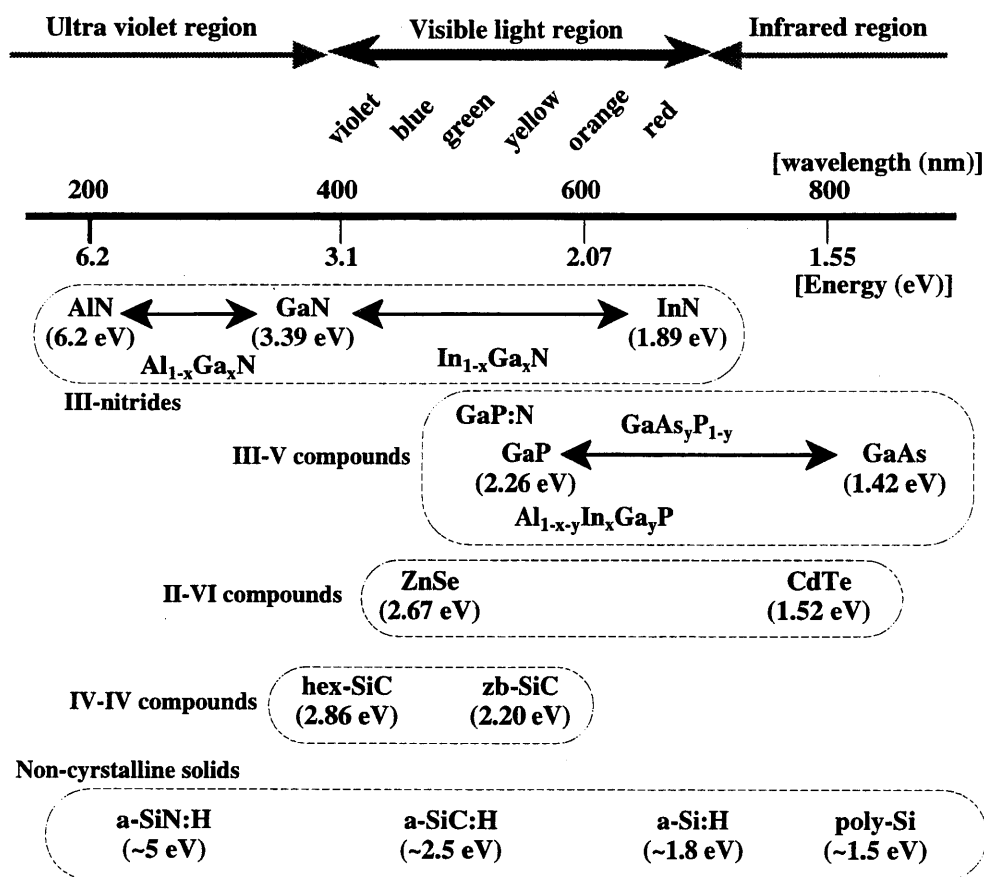 Ultra violet region Visible light region Infrared region
violet blue green yellow orange red
[wavelength (nm)]
200 400 600 800
6.2 3.1 2.07 1.55
[Energy (eV)]
AlN GaN InN
(6.2 eV) (3.39 eV) (1.89 eV)
Al1-xGaxN In1-xGaxN
III-nitrides
GaP:N GaAsyP1-y
III-V compounds GaP GaAs
(2.26 eV) (1.42 eV)
Al1-x-yInxGayP
ZnSe CdTe
II-VI compounds (2.67 eV) (1.52 eV)
hex-SiC zb-SiC
IV-IV compounds (2.86 eV) (2.20 eV)
Non-cyrstalline solids
a-SiN:H a-SiC:H a-Si:H poly-Si
(~5 eV) (~2.5 eV) (~1.8 eV) (~1.5 eV)